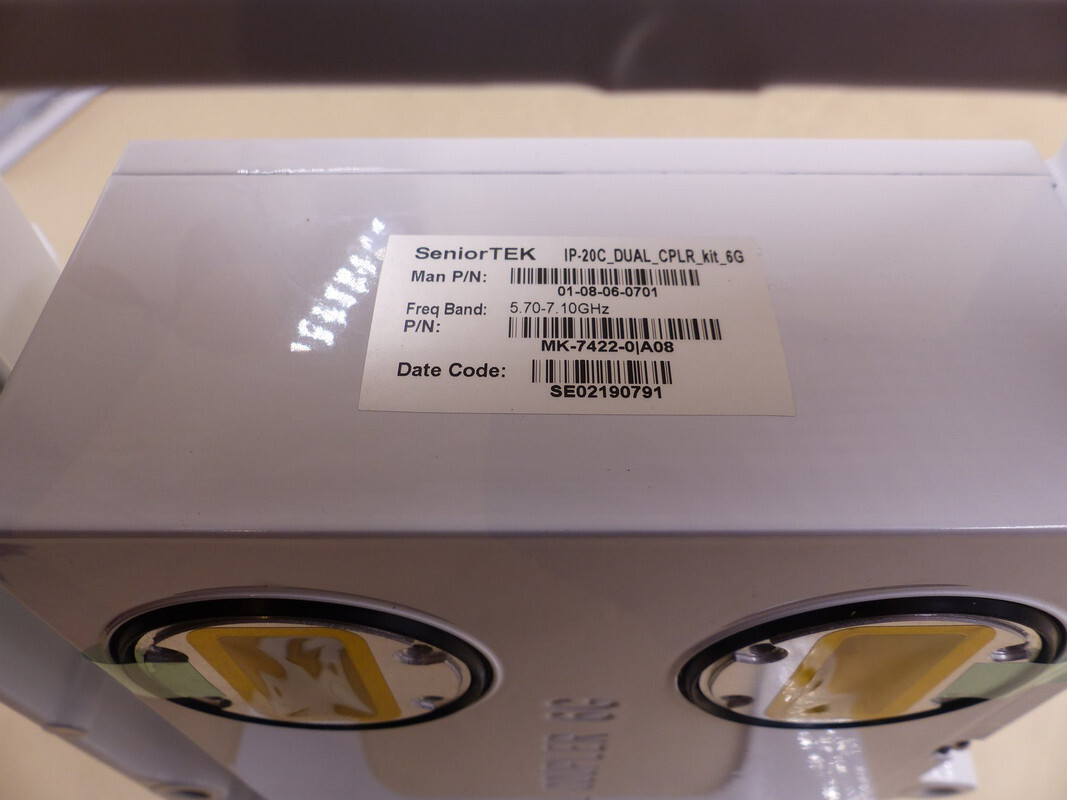 SeniorTEK IP-20C_DUAL_CPLR_kit_6G
Man P/N:
01-08-06-0701
Freq Band: 5.70-7.10GHz
P/N:
MK-7422-0|A08
Date Code:
SE02190791